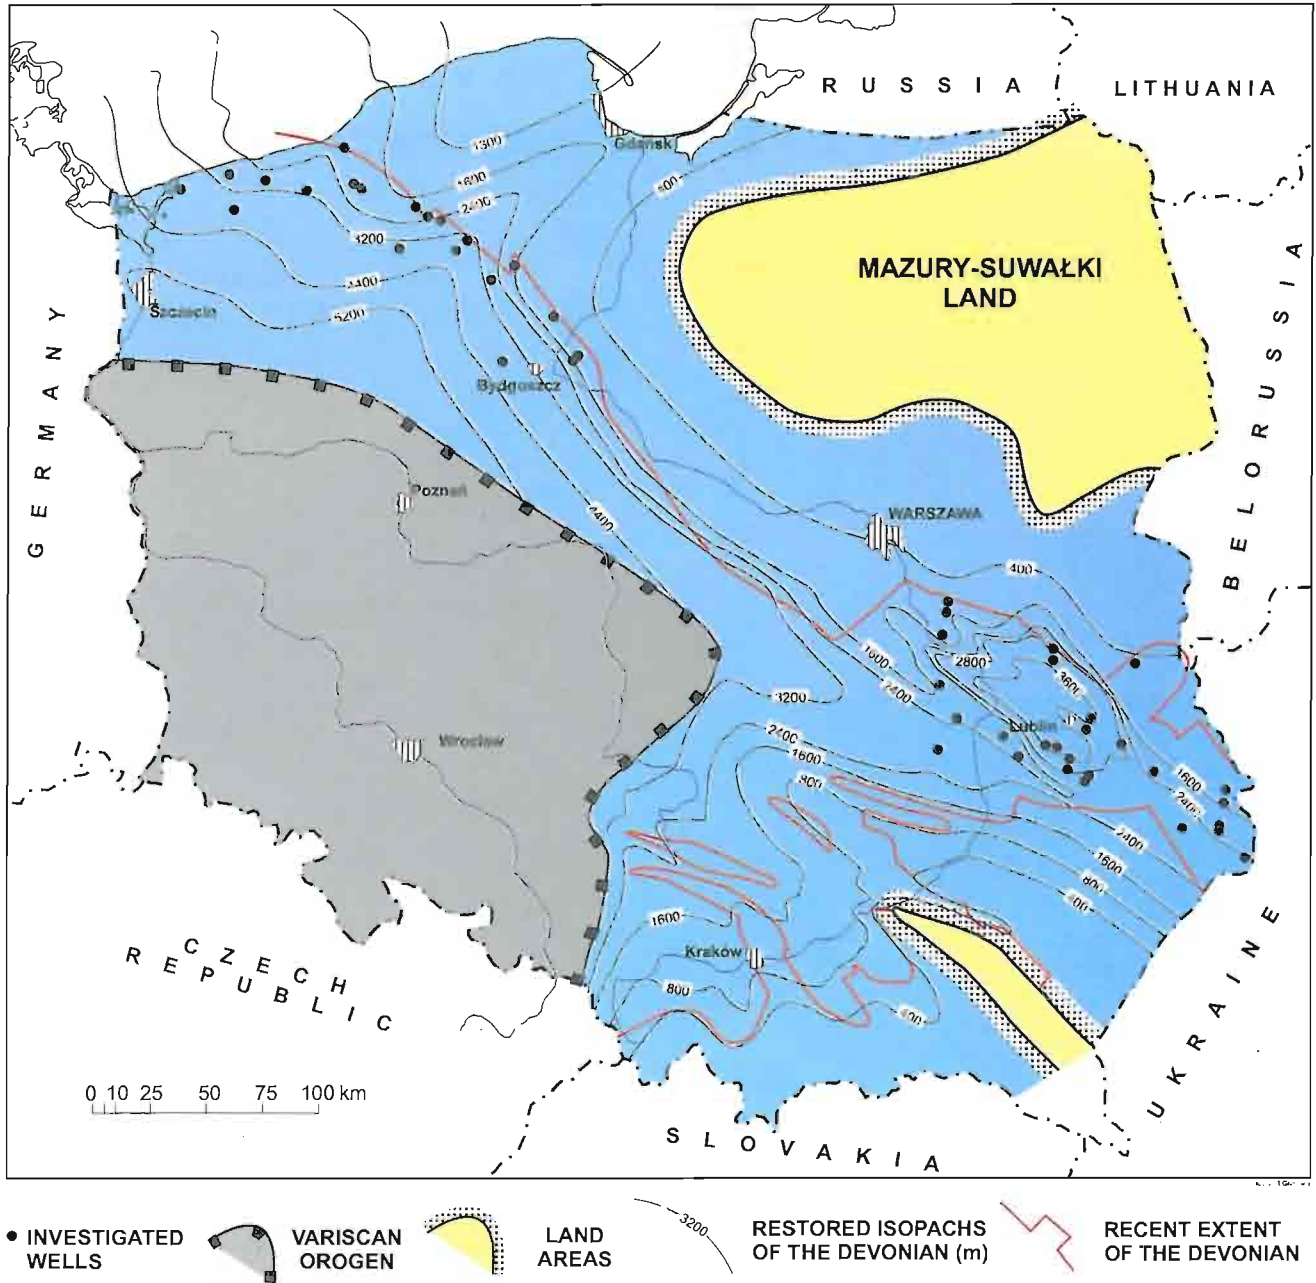 RUSSIA
LITHUANIA
1300
Gdańsk
1600
800
2400
3200
4400
5200
MAZURY-SUWAŁKI
LAND
GERMANY
Szczecin
Bydgoszcz
BELORUSSIA
Poznań
4400
WARSZAWA
400
1600
2800
3600
2400
3200
Lublin
2400
1600
800
Wrocław
1600
2400
2400
1600
800
400
1600
Kraków
800
400
CZECH
REPUBLIC
UKRAINE
0 10 25 50 75 100 km
SLOVAKIA
INVESTIGATED
WELLS
VARISCAN
OROGEN
LAND
AREAS
3200
RESTORED ISOPACHS
OF THE DEVONIAN (m)
RECENT EXTENT
OF THE DEVONIAN